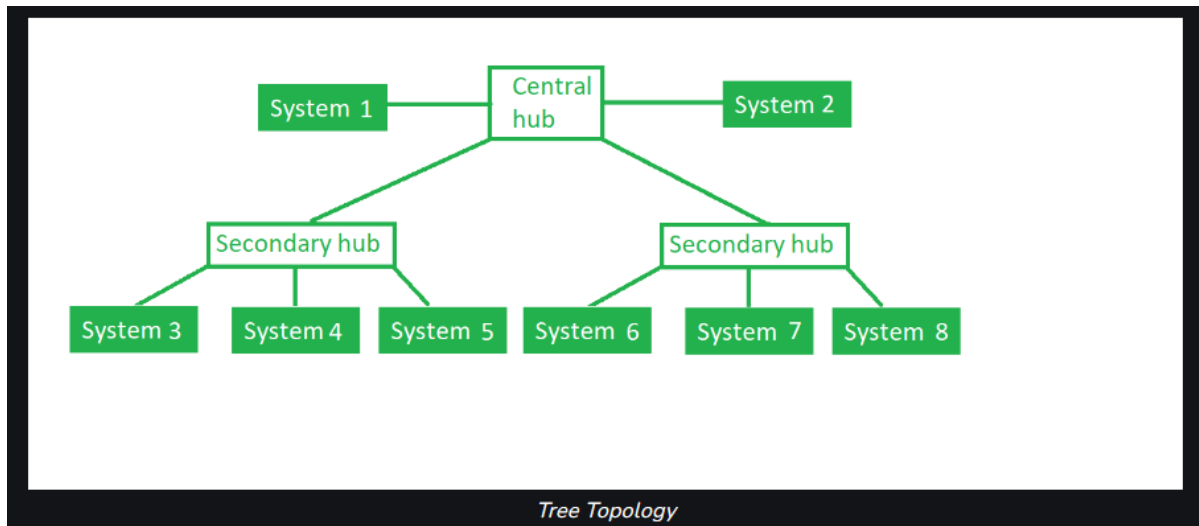 System 1
Central
hub
System 2
Secondary hub
Secondary hub
System 3
System 4
System 5
System 6
System 7
System 8
Tree Topology